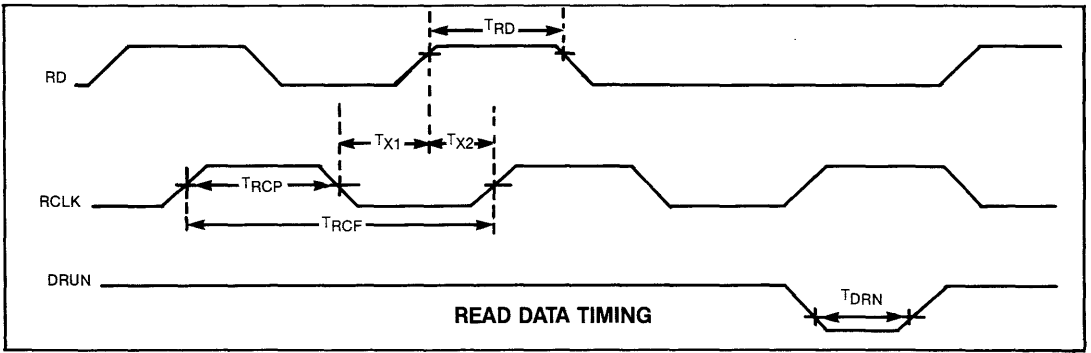 TRD
RD
TX1
TX2
TRCP
RCLK
TRCF
DRUN
TDRN
READ DATA TIMING